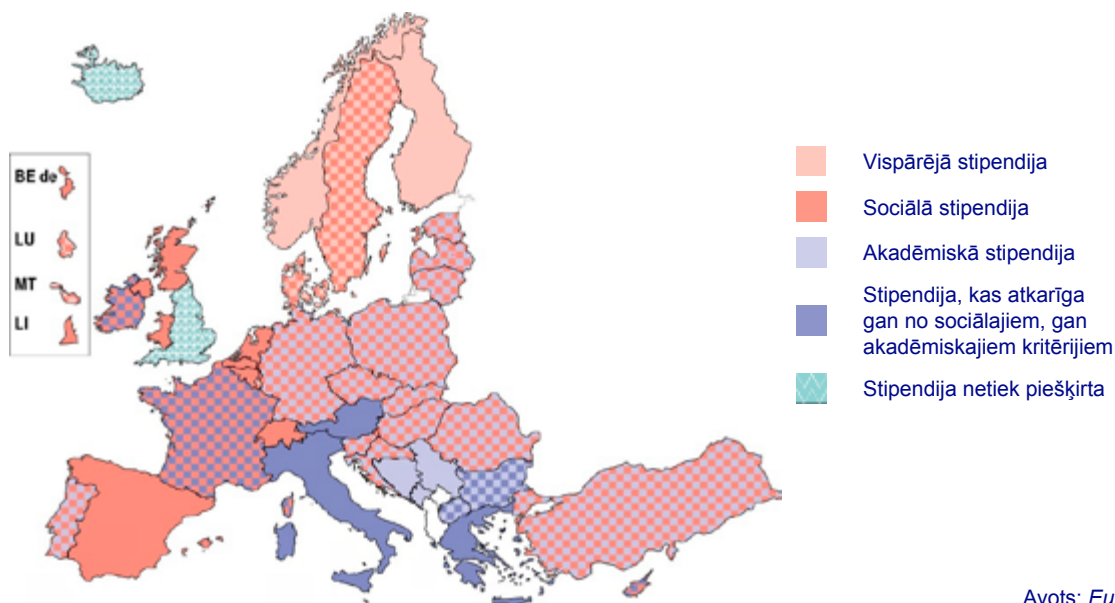 BE de
LU
MT
LI
Vispārējā stipendija
Sociālā stipendija
Akadēmiskā stipendija
Stipendija, kas atkarīga
gan no sociālajiem, gan
akadēmiskajiem kritērijiem
Stipendija netiek piešķirta
Avots: Eu